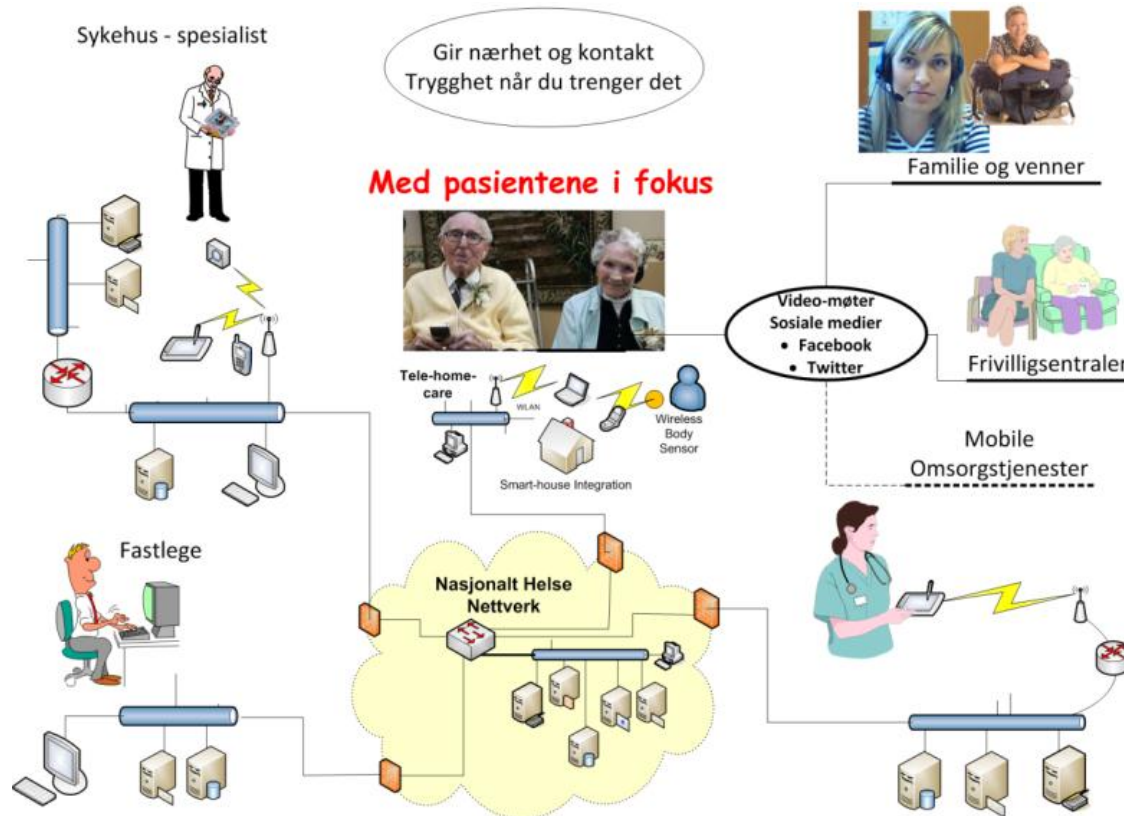 Sykehus - spesialist
Gir nærhet og kontakt
Trygghet når du trenger det
Med pasientene i fokus
Familie og venner
Video-møter
Sosiale medier
• Facebook
• Twitter
Frivilligsentraler
Tele-home-
care
WLAN
Wireless
Body
Sensor
Smart-house Integration
Mobile
Omsorgstjenester
Fastlege
Nasjonalt Helse
Nettverk